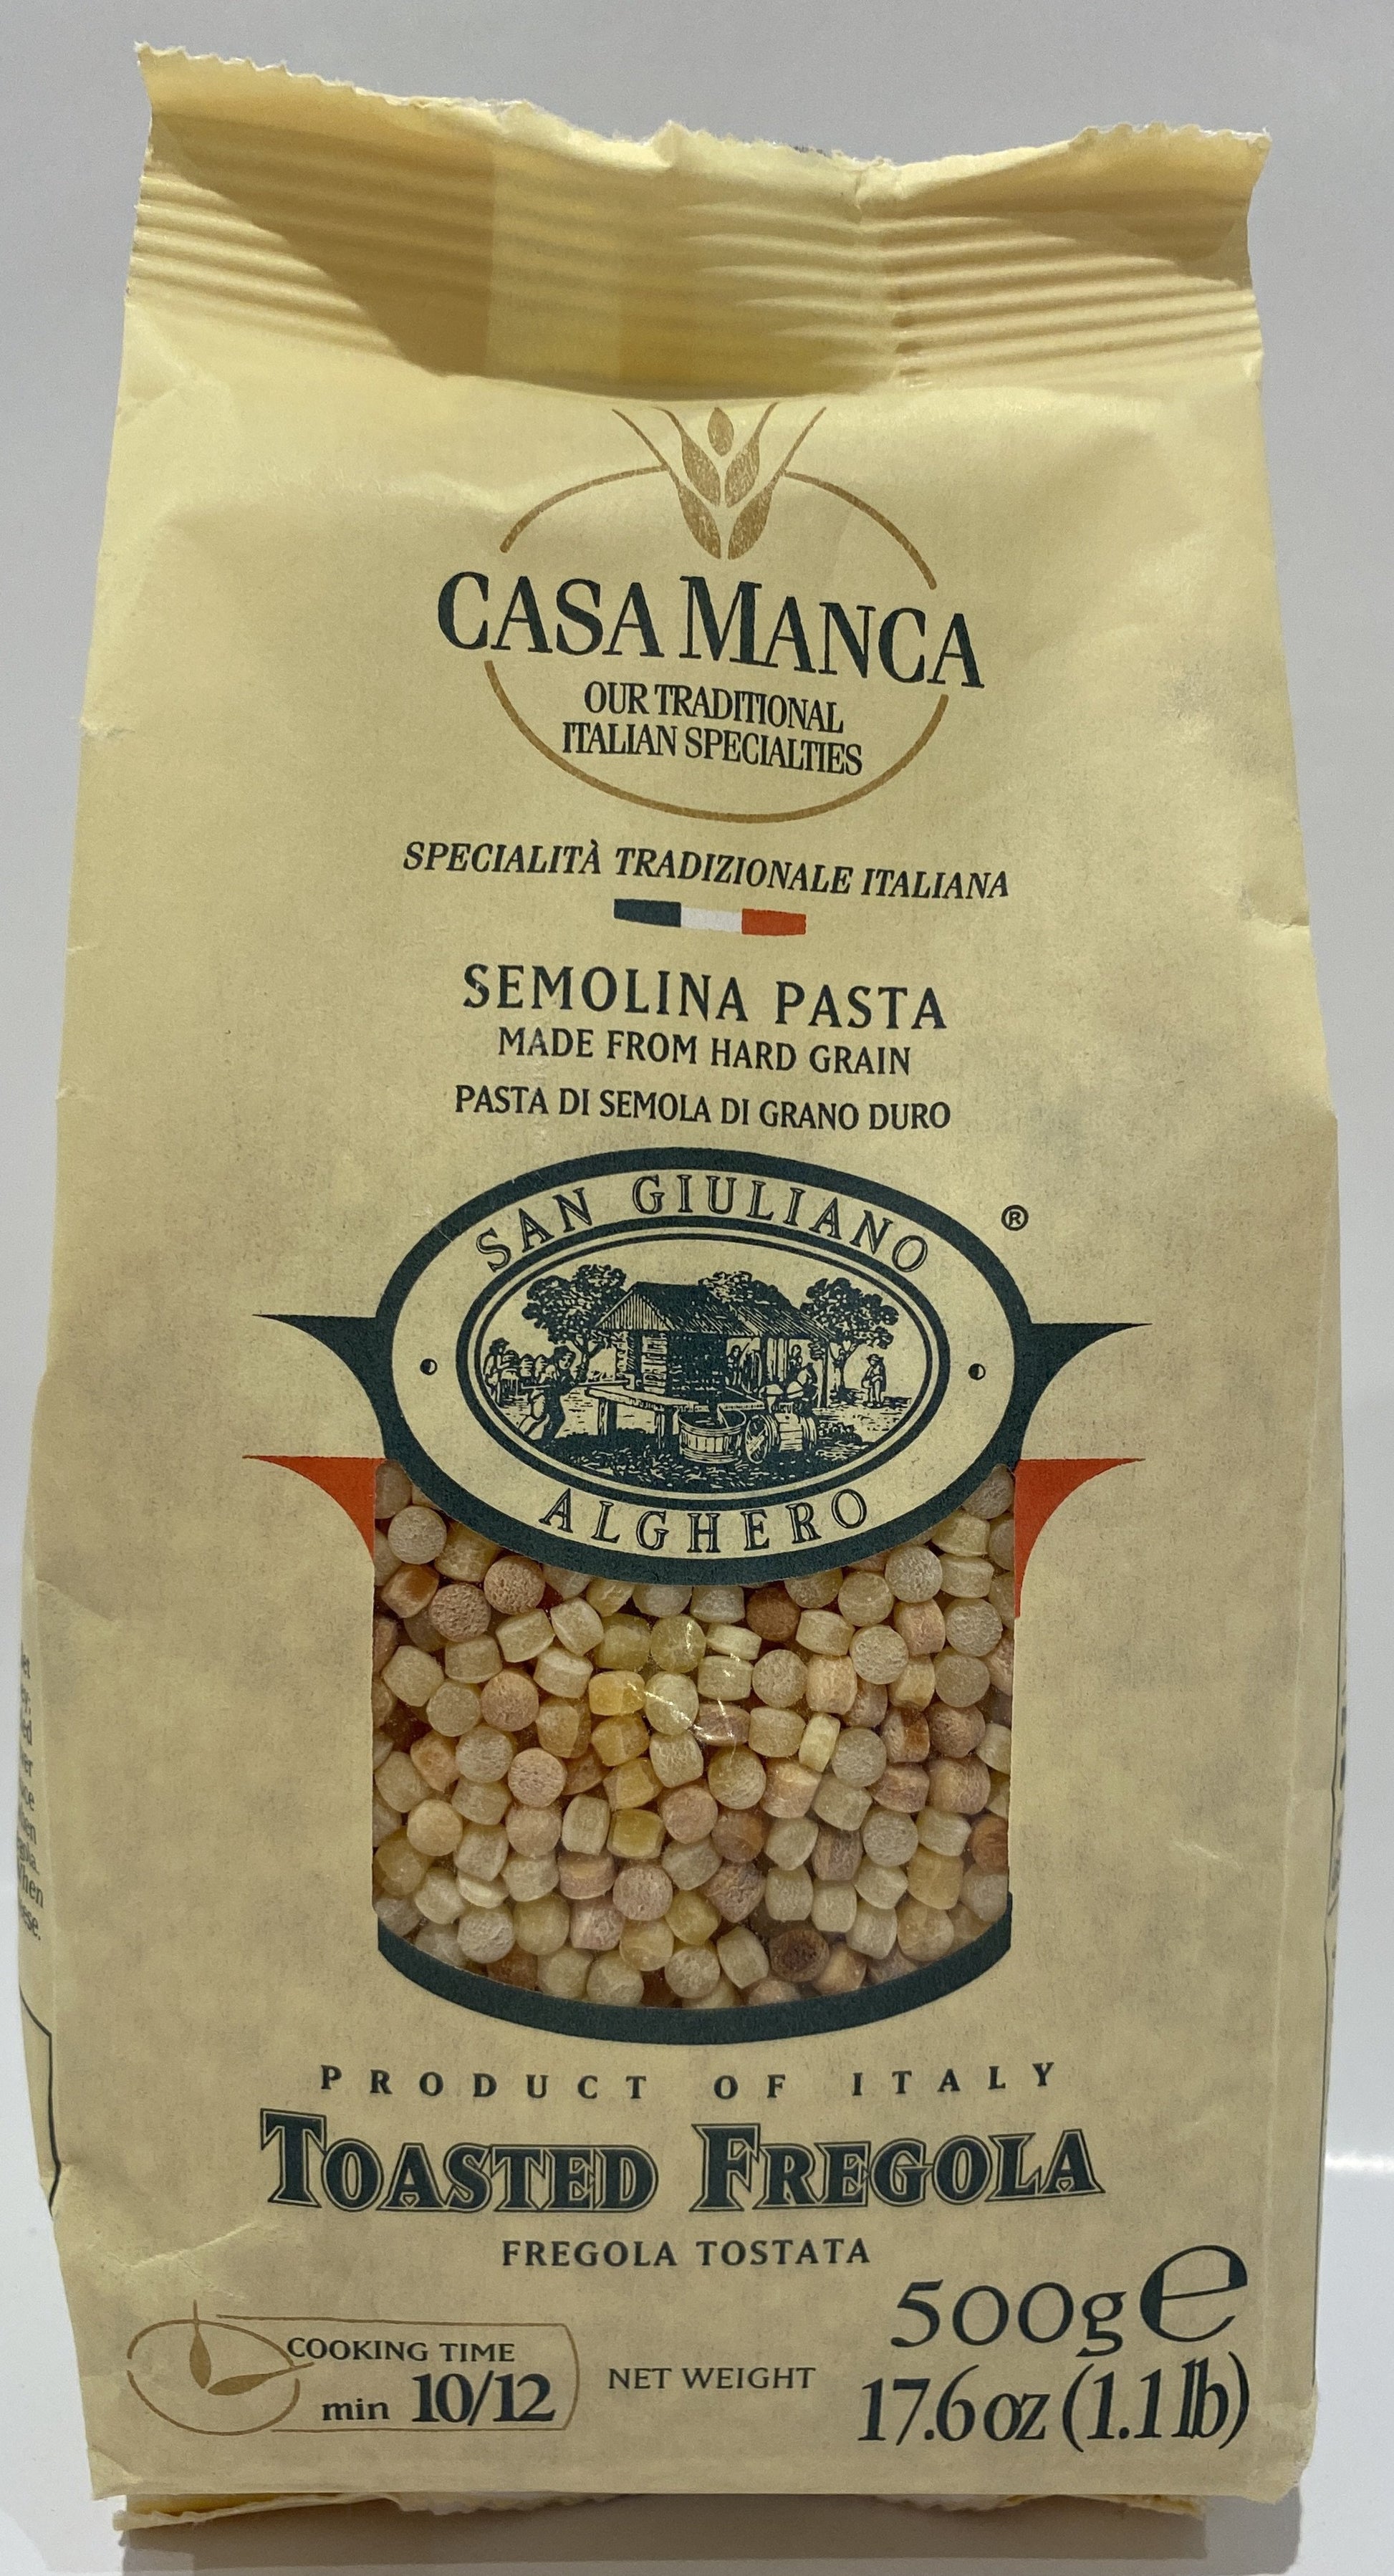 CASA MANCA
OUR TRADITIONAL
ITALIAN SPECIALTIES
SPECIALITÀ TRADIZIONALE ITALIANA
SEMOLINA PASTA
MADE FROM HARD GRAIN
PASTA DI SEMOLA DI GRANO DURO
SAN GIULIANO
®
ALGHERO
PRODUCT OF ITALY
TOASTED FREGOLA
FREGOLA TOSTATA
COOKING TIME
min 10/12
NET WEIGHT
500g e
17.6 oz (1.1 lb)